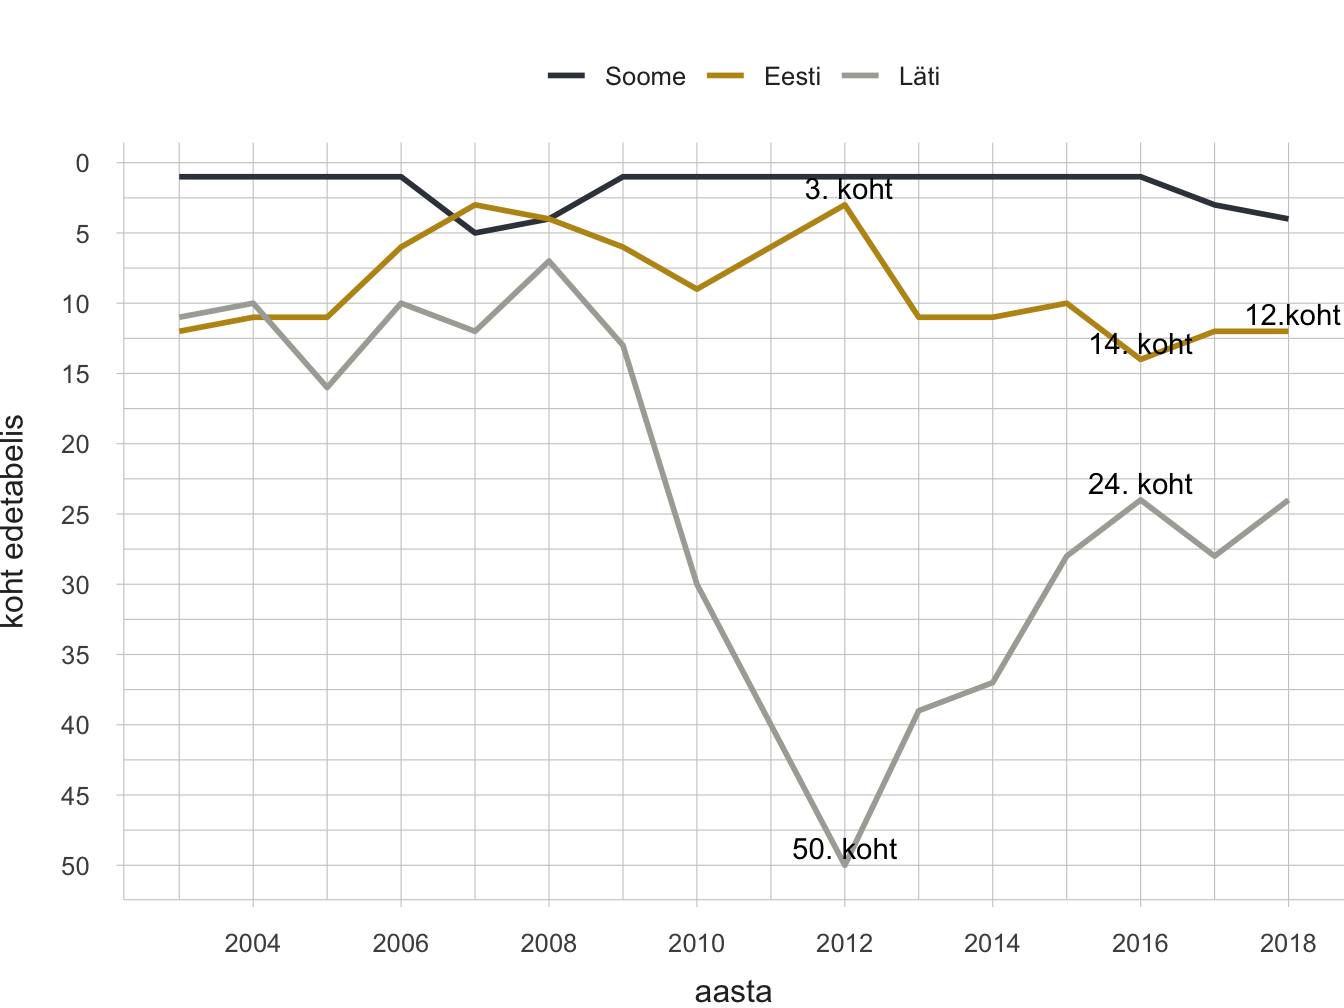 Soome Eesti Läti
0
5
10
15
20
25
30
35
40
45
50
koht edetabelis
3. koht
12.koht
14. koht
24. koht
50. koht
2004 2006 2008 2010 2012 2014 2016 2018
aasta